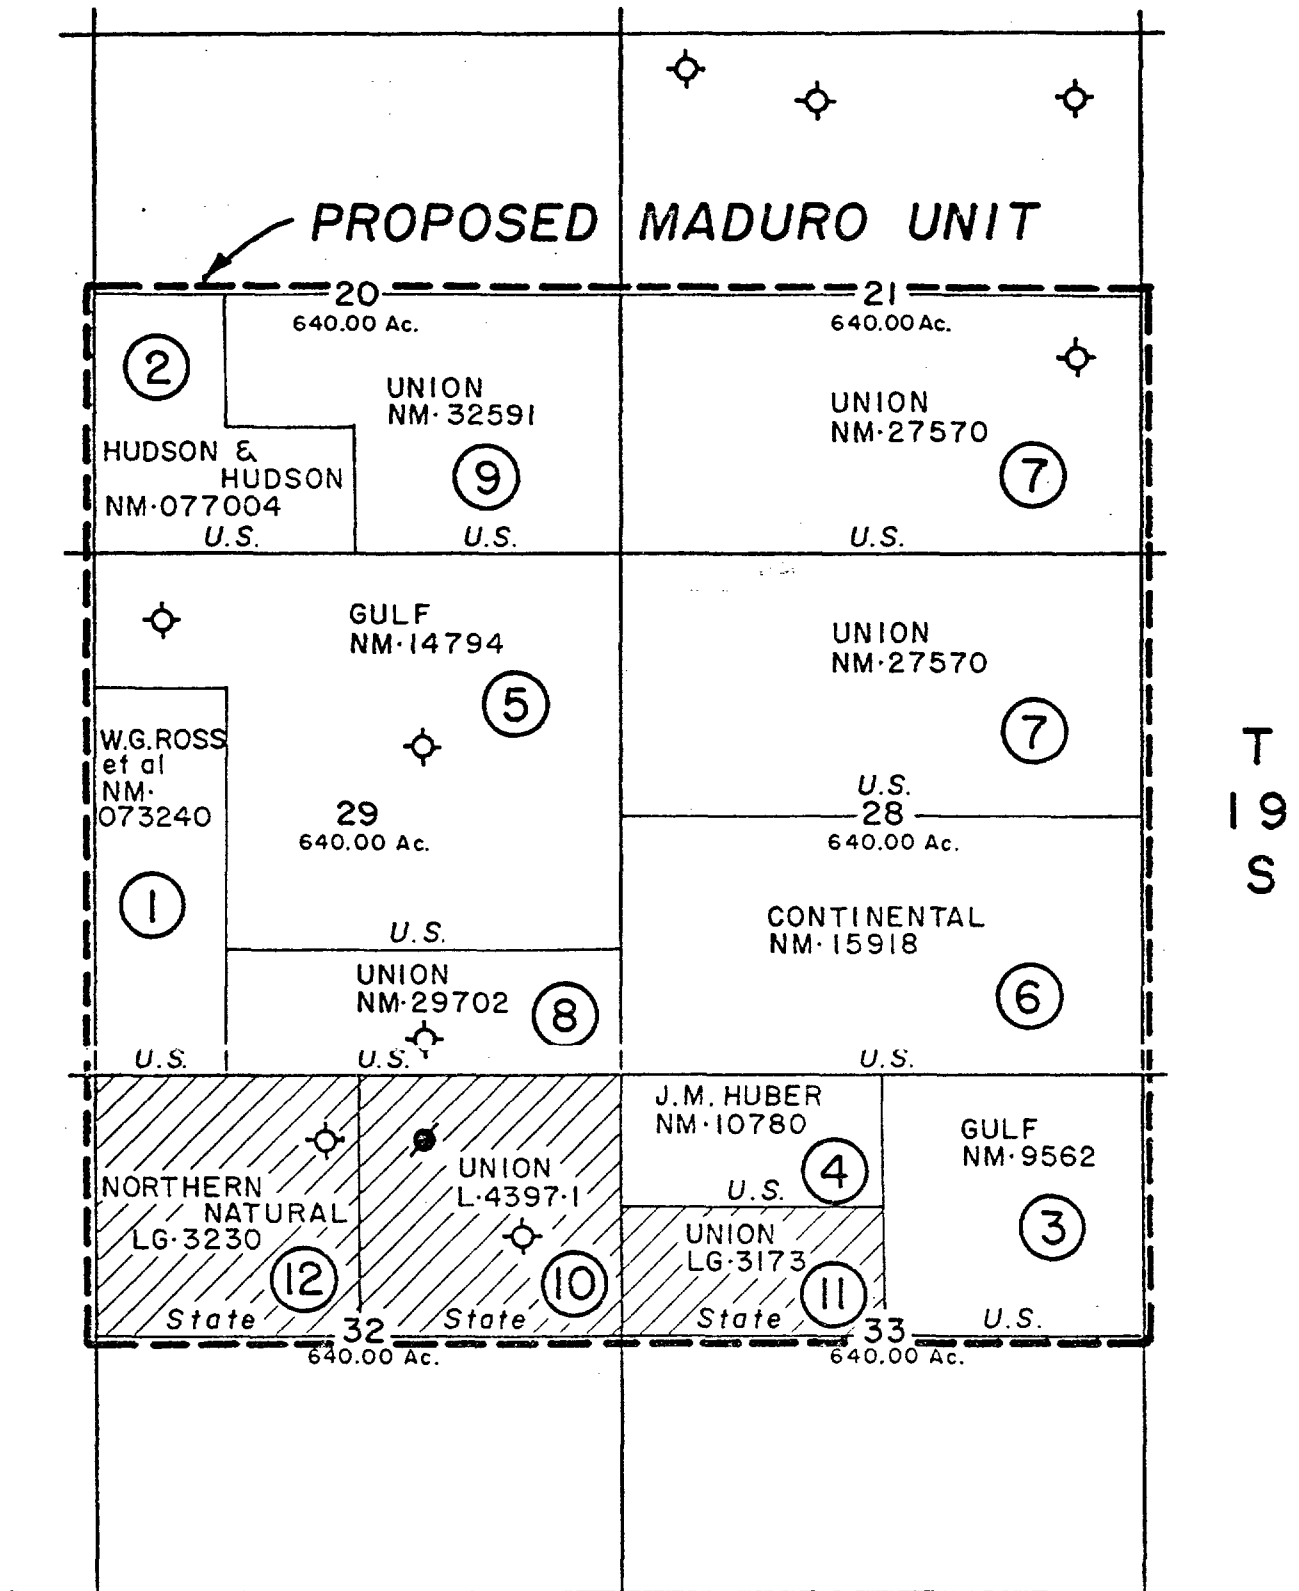 PROPOSED MADURO UNIT
20
640.00 Ac.
21
640.00 Ac.
2
HUDSON &
HUDSON
NM·077004
U.S.
UNION
NM·32591
9
U.S.
UNION
NM·27570
7
U.S.
GULF
NM·14794
5
W.G.ROSS
et al
NM·
073240
1
U.S.
29
640.00 Ac.
U.S.
UNION
NM·29702
8
U.S.
UNION
NM·27570
7
U.S.
28
640.00 Ac.
CONTINENTAL
NM·15918
6
U.S.
T
19
S
NORTHERN
NATURAL
LG·3230
12
State
UNION
L·4397·1
10
State
32
640.00 Ac.
J.M. HUBER
NM·10780
4
U.S.
UNION
LG·3173
11
State
GULF
NM·9562
3
U.S.
33
640.00 Ac.